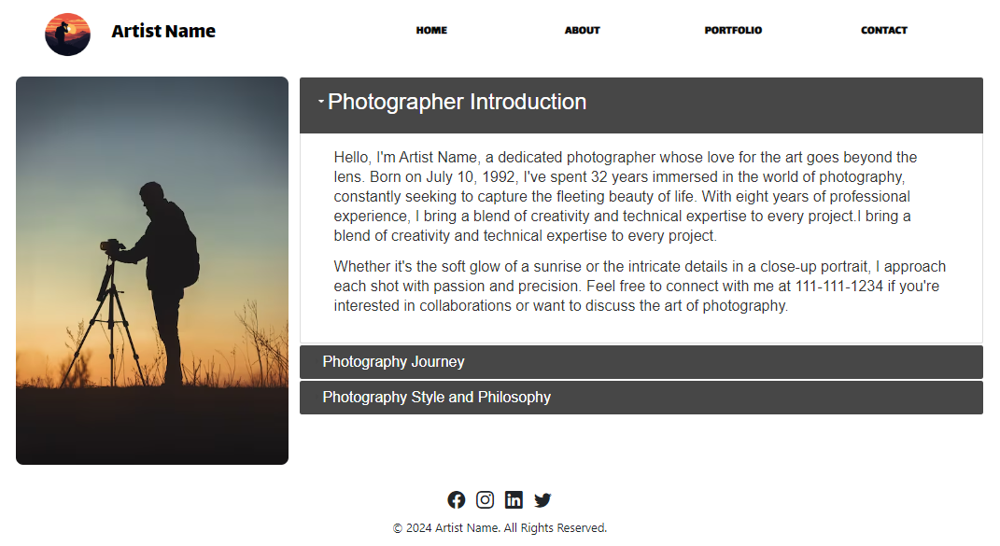 Artist Name
HOME ABOUT PORTFOLIO CONTACT
Photographer Introduction
Hello, I'm Artist Name, a dedicated photographer whose love for the art goes beyond the
lens. Born on July 10, 1992, I've spent 32 years immersed in the world of photography,
constantly seeking to capture the fleeting beauty of life. With eight years of professional
experience, I bring a blend of creativity and technical expertise to every project.I bring a
blend of creativity and technical expertise to every project.
Whether it's the soft glow of a sunrise or the intricate details in a close-up portrait, I approach
each shot with passion and precision. Feel free to connect with me at 111-111-1234 if you're
interested in collaborations or want to discuss the art of photography.
Photography Journey
Photography Style and Philosophy
© 2024 Artist Name. All Rights Reserved.